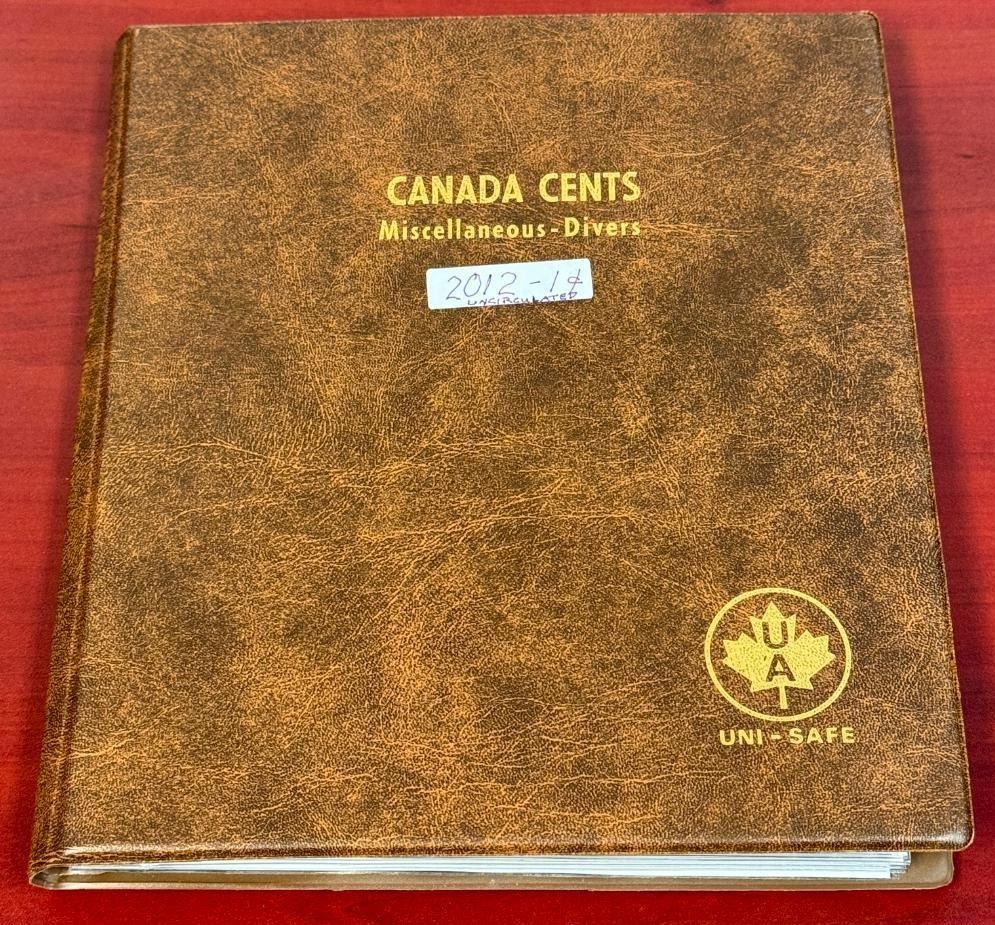 CANADA CENTS
Miscellaneous-Divers
2012 - 1¢
UNCIRCULATED
U
A
UNI-SAFE